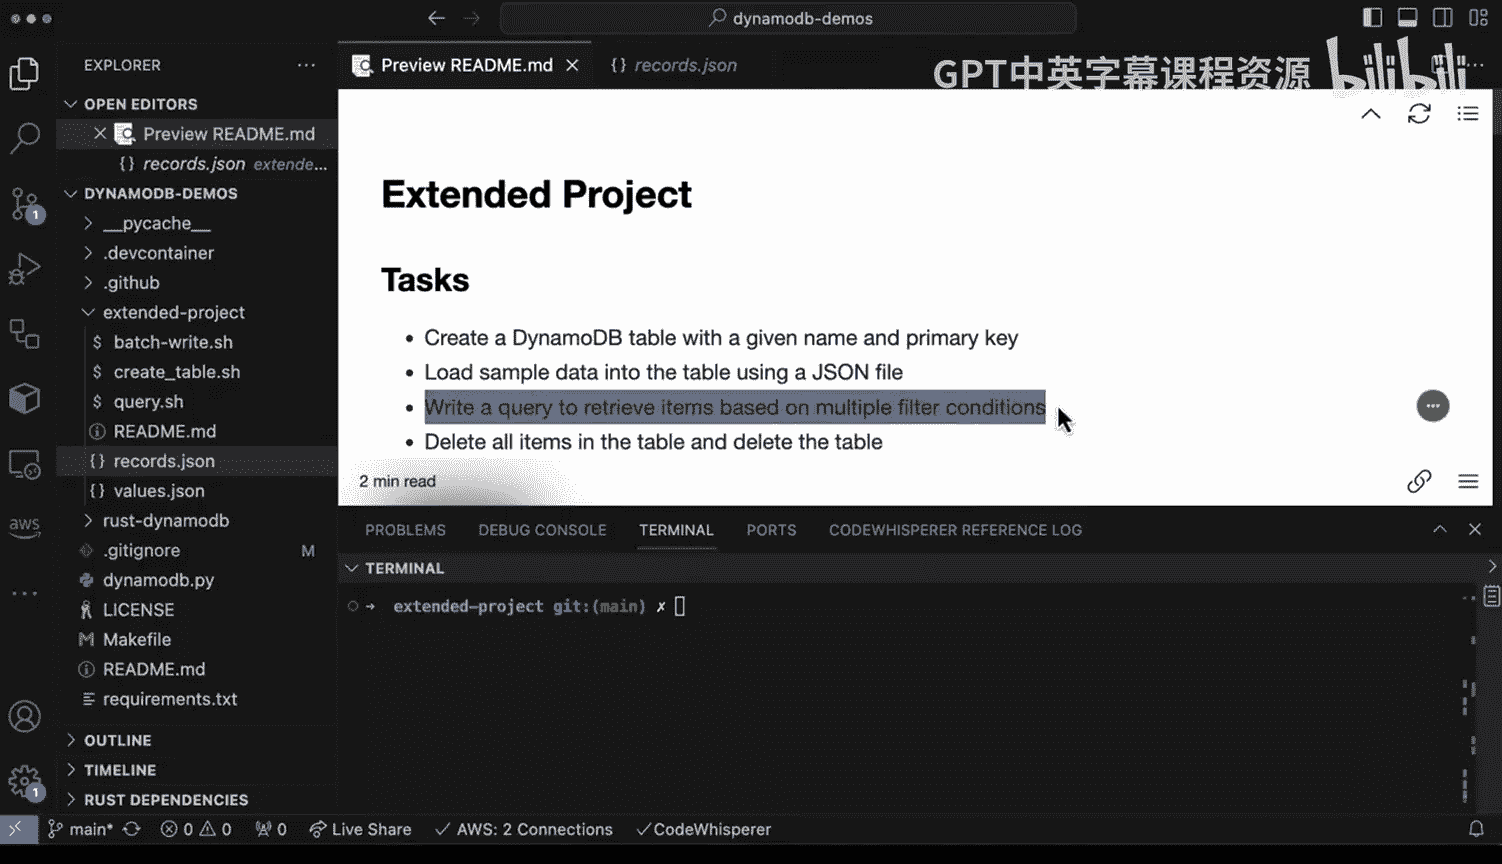 dynamodb-demos
EXPLORER
Preview README.md
{} records.json
GPT中英字幕课程资源 bilibili
OPEN EDITORS
Preview README.md
{} records.json extende...
DYNAMODB-DEMOS
__pycache__
.devcontainer
.github
extended-project
$ batch-write.sh
$ create_table.sh
$ query.sh
README.md
{} records.json
{} values.json
rust-dynamodb
.gitignore M
dynamodb.py
LICENSE
Makefile
README.md
requirements.txt
OUTLINE
TIMELINE
RUST DEPENDENCIES
1
aws
1
Extended Project
Tasks
• Create a DynamoDB table with a given name and primary key
• Load sample data into the table using a JSON file
• Write a query to retrieve items based on multiple filter conditions
• Delete all items in the table and delete the table
2 min read
PROBLEMS DEBUG CONSOLE TERMINAL PORTS CODEWHISPERER REFERENCE LOG
TERMINAL
→ extended-project git:(main) ✗
main* 0 0 0 Live Share ✓ AWS: 2 Connections ✓CodeWhisperer